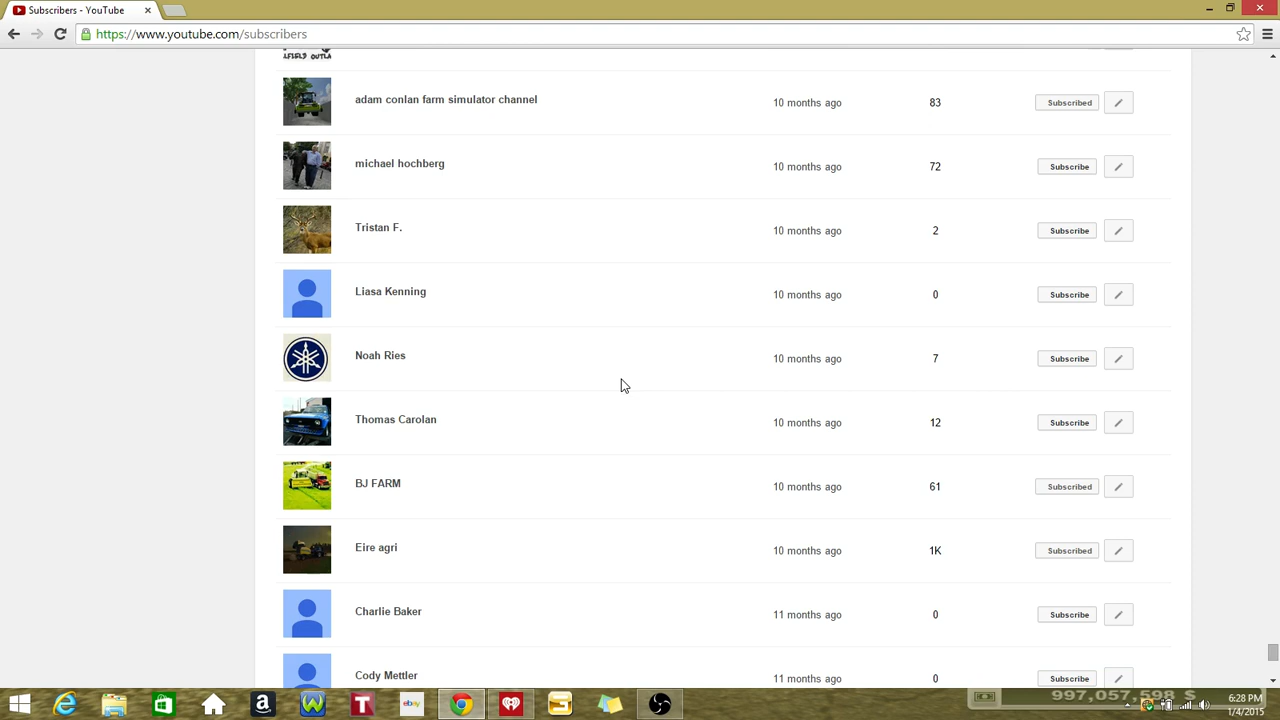 Subscribers - YouTube
https://www.youtube.com/subscribers
AFIELD OUTLA
adam conlan farm simulator channel 10 months ago 83 Subscribed
michael hochberg 10 months ago 72 Subscribe
Tristan F. 10 months ago 2 Subscribe
Liasa Kenning 10 months ago 0 Subscribe
Noah Ries 10 months ago 7 Subscribe
Thomas Carolan 10 months ago 12 Subscribe
BJ FARM 10 months ago 61 Subscribed
Eire agri 10 months ago 1K Subscribed
Charlie Baker 11 months ago 0 Subscribe
Cody Mettler 11 months ago 0 Subscribe
997,057,598 $
6:28 PM
1/4/2015
ebay